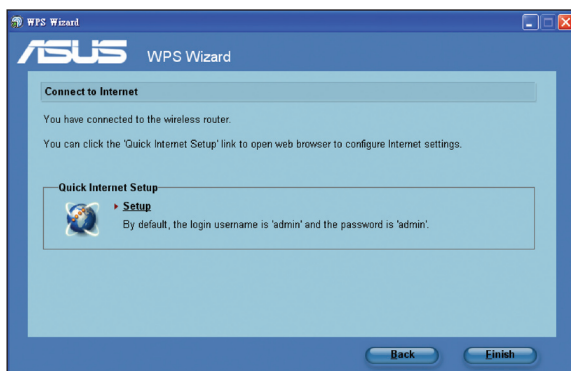 WPS Wizard
ASUS WPS Wizard
Connect to Internet
You have connected to the wireless router.
You can click the 'Quick Internet Setup' link to open web browser to configure Internet settings.
Quick Internet Setup
Setup
By default, the login username is 'admin' and the password is 'admin'.
Back Finish